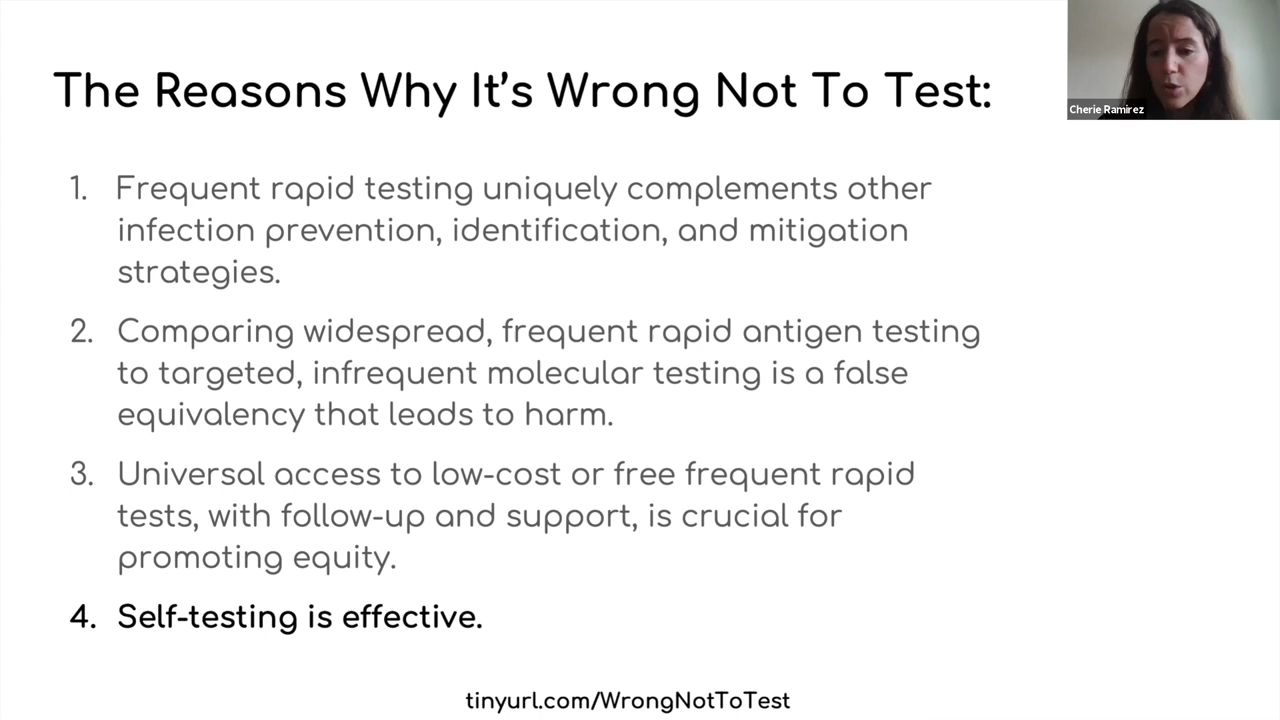 The Reasons Why It's Wrong Not To Test:
Cherie Ramirez
1. Frequent rapid testing uniquely complements other
infection prevention, identification, and mitigation
strategies.
2. Comparing widespread, frequent rapid antigen testing
to targeted, infrequent molecular testing is a false
equivalency that leads to harm.
3. Universal access to low-cost or free frequent rapid
tests, with follow-up and support, is crucial for
promoting equity.
4. Self-testing is effective.
tinyurl.com/WrongNotToTest